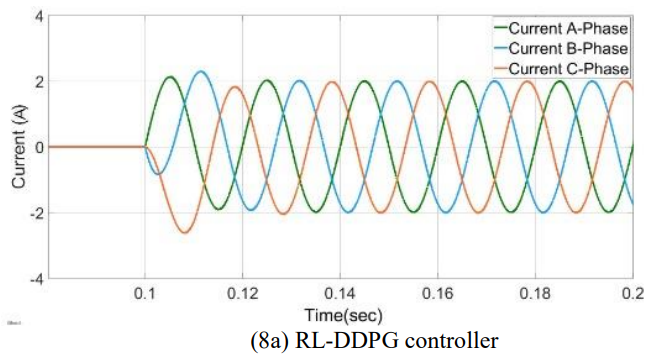 4
2
0
-2
-4
Current (A)
Current A-Phase
Current B-Phase
Current C-Phase
0.1
0.12
0.14
0.16
0.18
0.2
Time(sec)
(8a) RL-DDPG controller